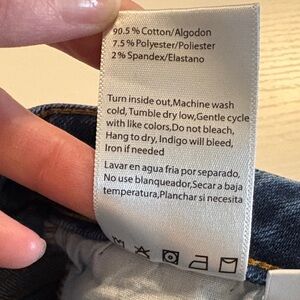 90.5 % Cotton/Algodon
7.5 % Polyester/Poliester
2 % Spandex/Elastano
Turn inside out,Machine wash
cold,Tumble dry low,Gentle cycle
with like colors,Do not bleach,
Hang to dry, Indigo will bleed,
Iron if needed
Lavar en agua fria por separado,
No use blanqueador,Secar a baja
temperatura,Planchar si necesita